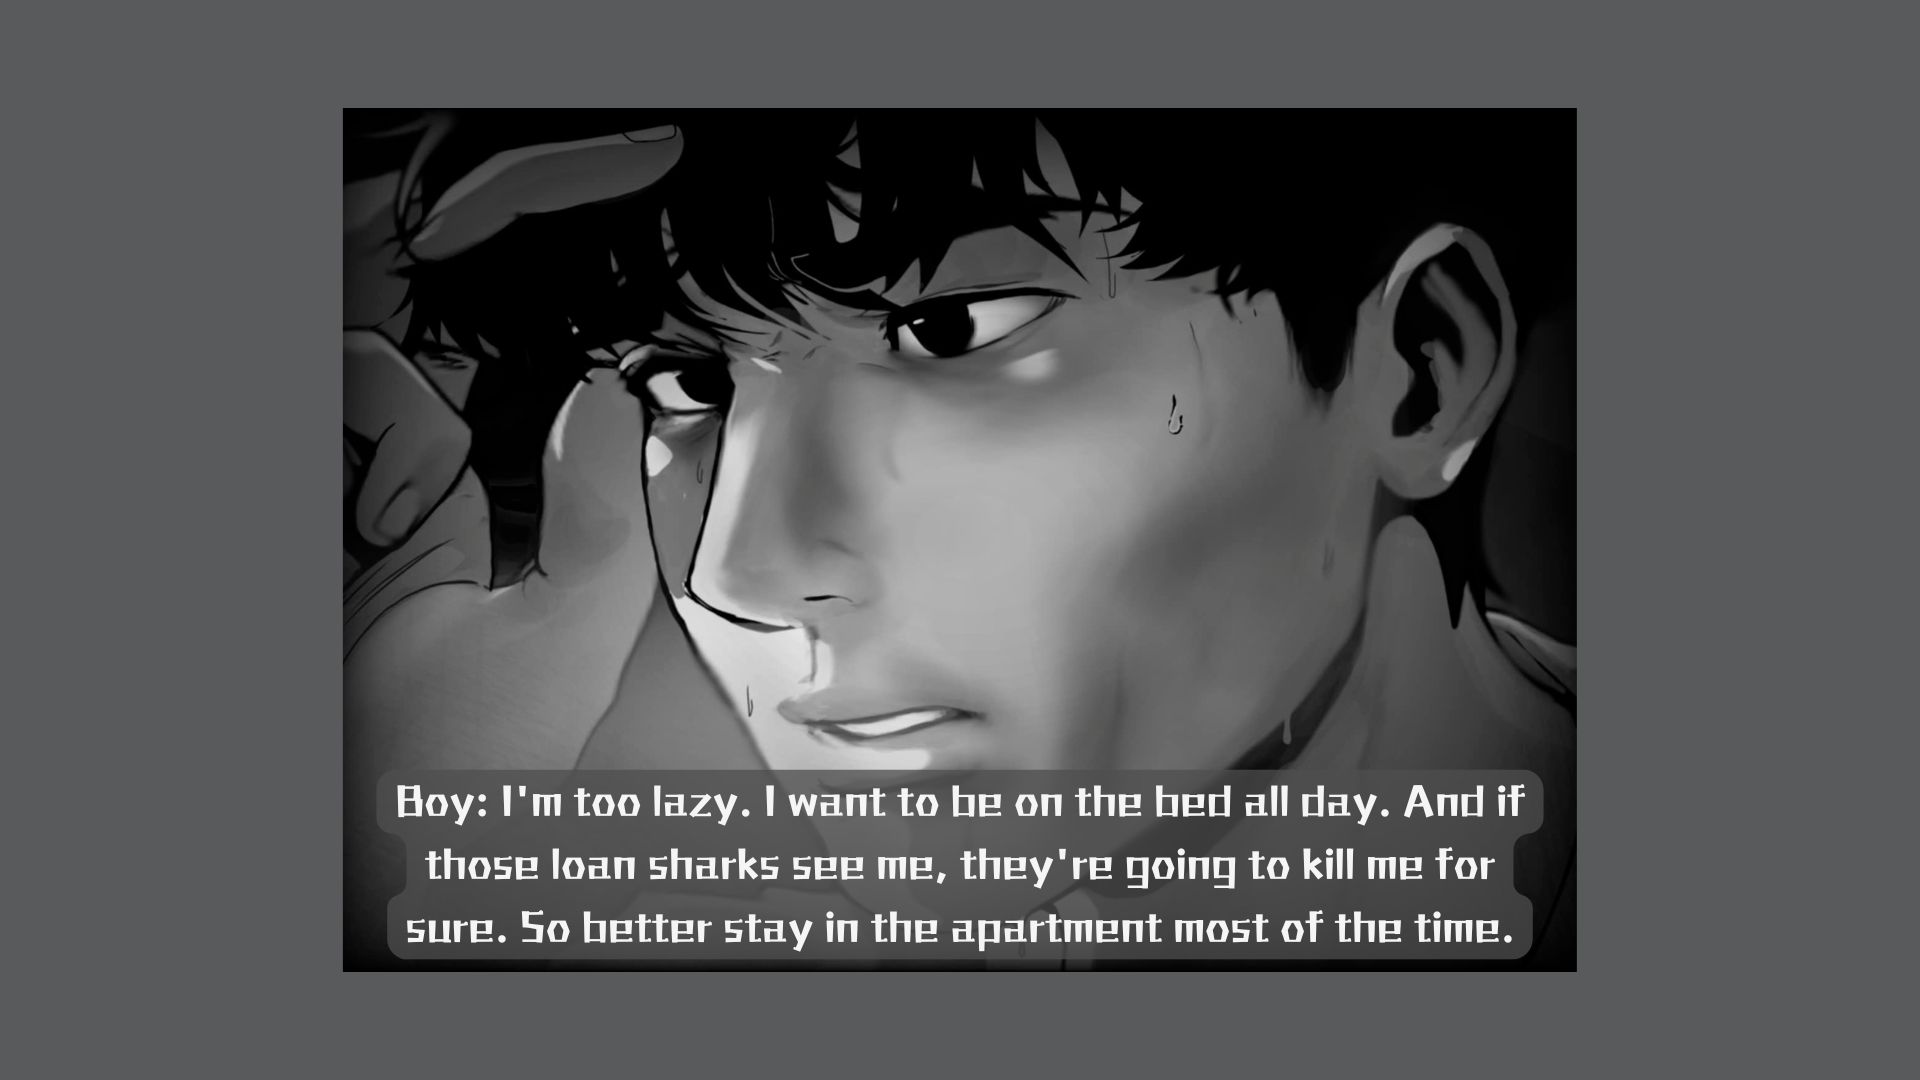 Boy: I'm too lazy. I want to be on the bed all day. And if
those loan sharks see me, they're going to kill me for
sure. So better stay in the apartment most of the time.